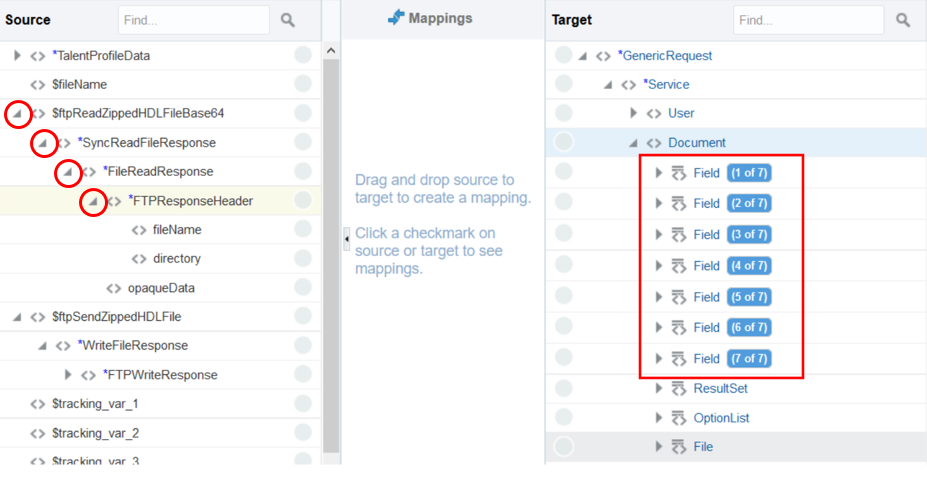 Source
Find...
Mappings
Target
Find...
*TalentProfileData
$fileName
$ftpReadZippedHDLFileBase64
*SyncReadFileResponse
*FileReadResponse
*FTPResponseHeader
fileName
directory
opaqueData
$ftpSendZippedHDLFile
*WriteFileResponse
*FTPWriteResponse
$tracking_var_1
$tracking_var_2
$tracking_var_3
Drag and drop source to
target to create a mapping.
Click a checkmark on
source or target to see
mappings.
*GenericRequest
*Service
User
Document
Field (1 of 7)
Field (2 of 7)
Field (3 of 7)
Field (4 of 7)
Field (5 of 7)
Field (6 of 7)
Field (7 of 7)
ResultSet
OptionList
File